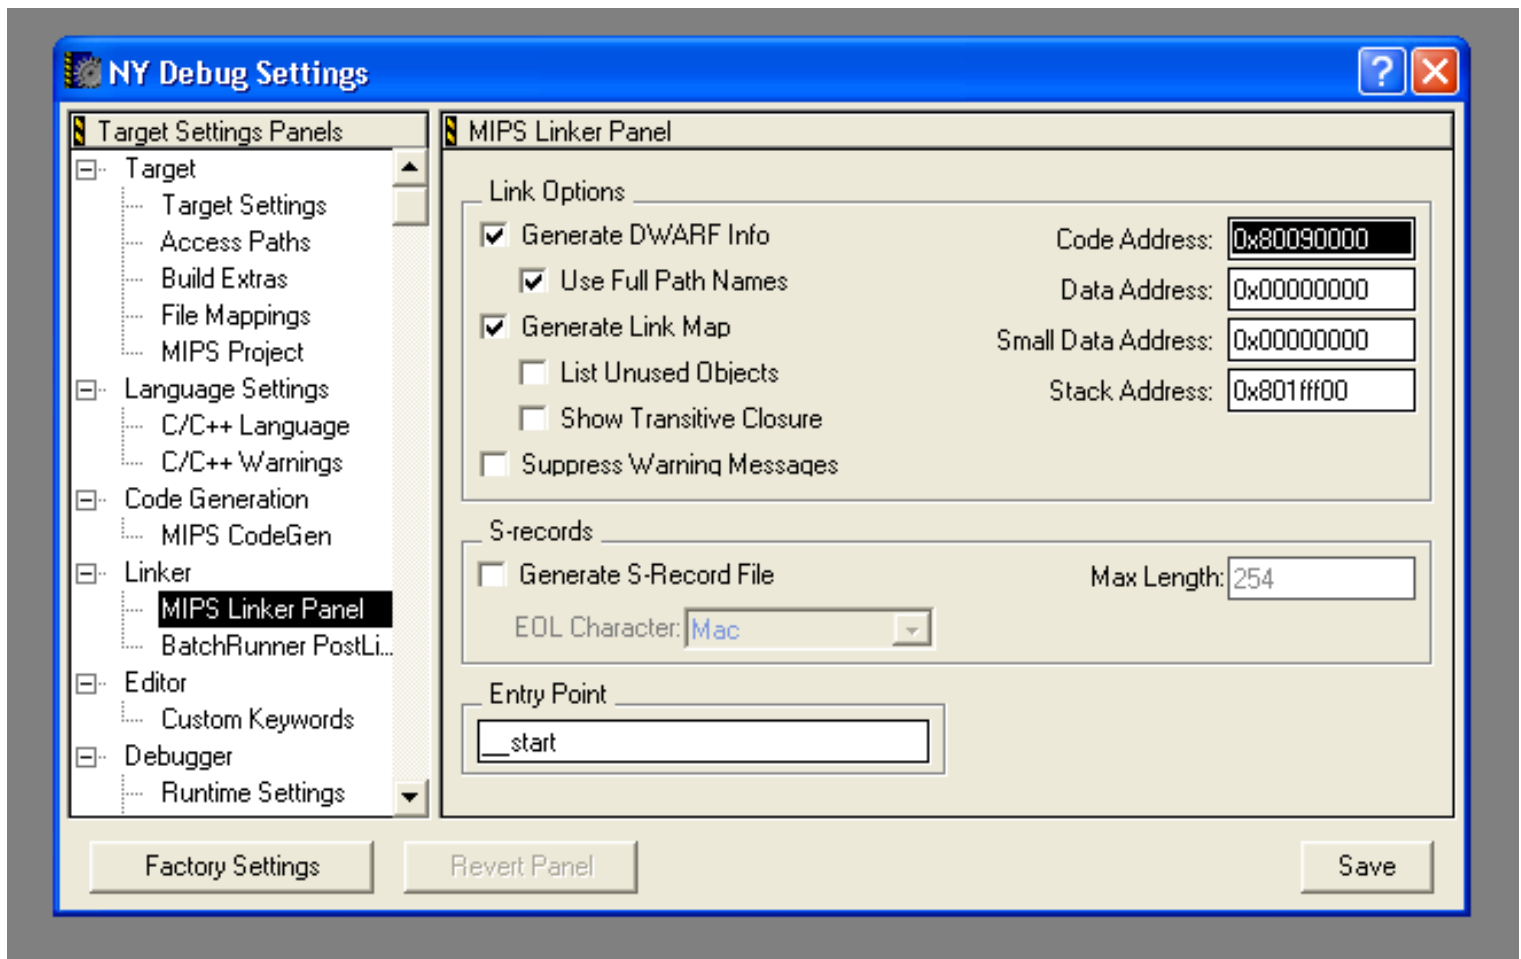 NY Debug Settings
Target Settings Panels
Target
Target Settings
Access Paths
Build Extras
File Mappings
MIPS Project
Language Settings
C/C++ Language
C/C++ Warnings
Code Generation
MIPS CodeGen
Linker
MIPS Linker Panel
BatchRunner PostLi...
Editor
Custom Keywords
Debugger
Runtime Settings
MIPS Linker Panel
Link Options
Generate DWARF Info
Use Full Path Names
Generate Link Map
List Unused Objects
Show Transitive Closure
Suppress Warning Messages
Code Address: 0x80090000
Data Address: 0x00000000
Small Data Address: 0x00000000
Stack Address: 0x801fff00
S-records
Generate S-Record File
Max Length: 254
EOL Character: Mac
Entry Point
__start
Factory Settings
Revert Panel
Save